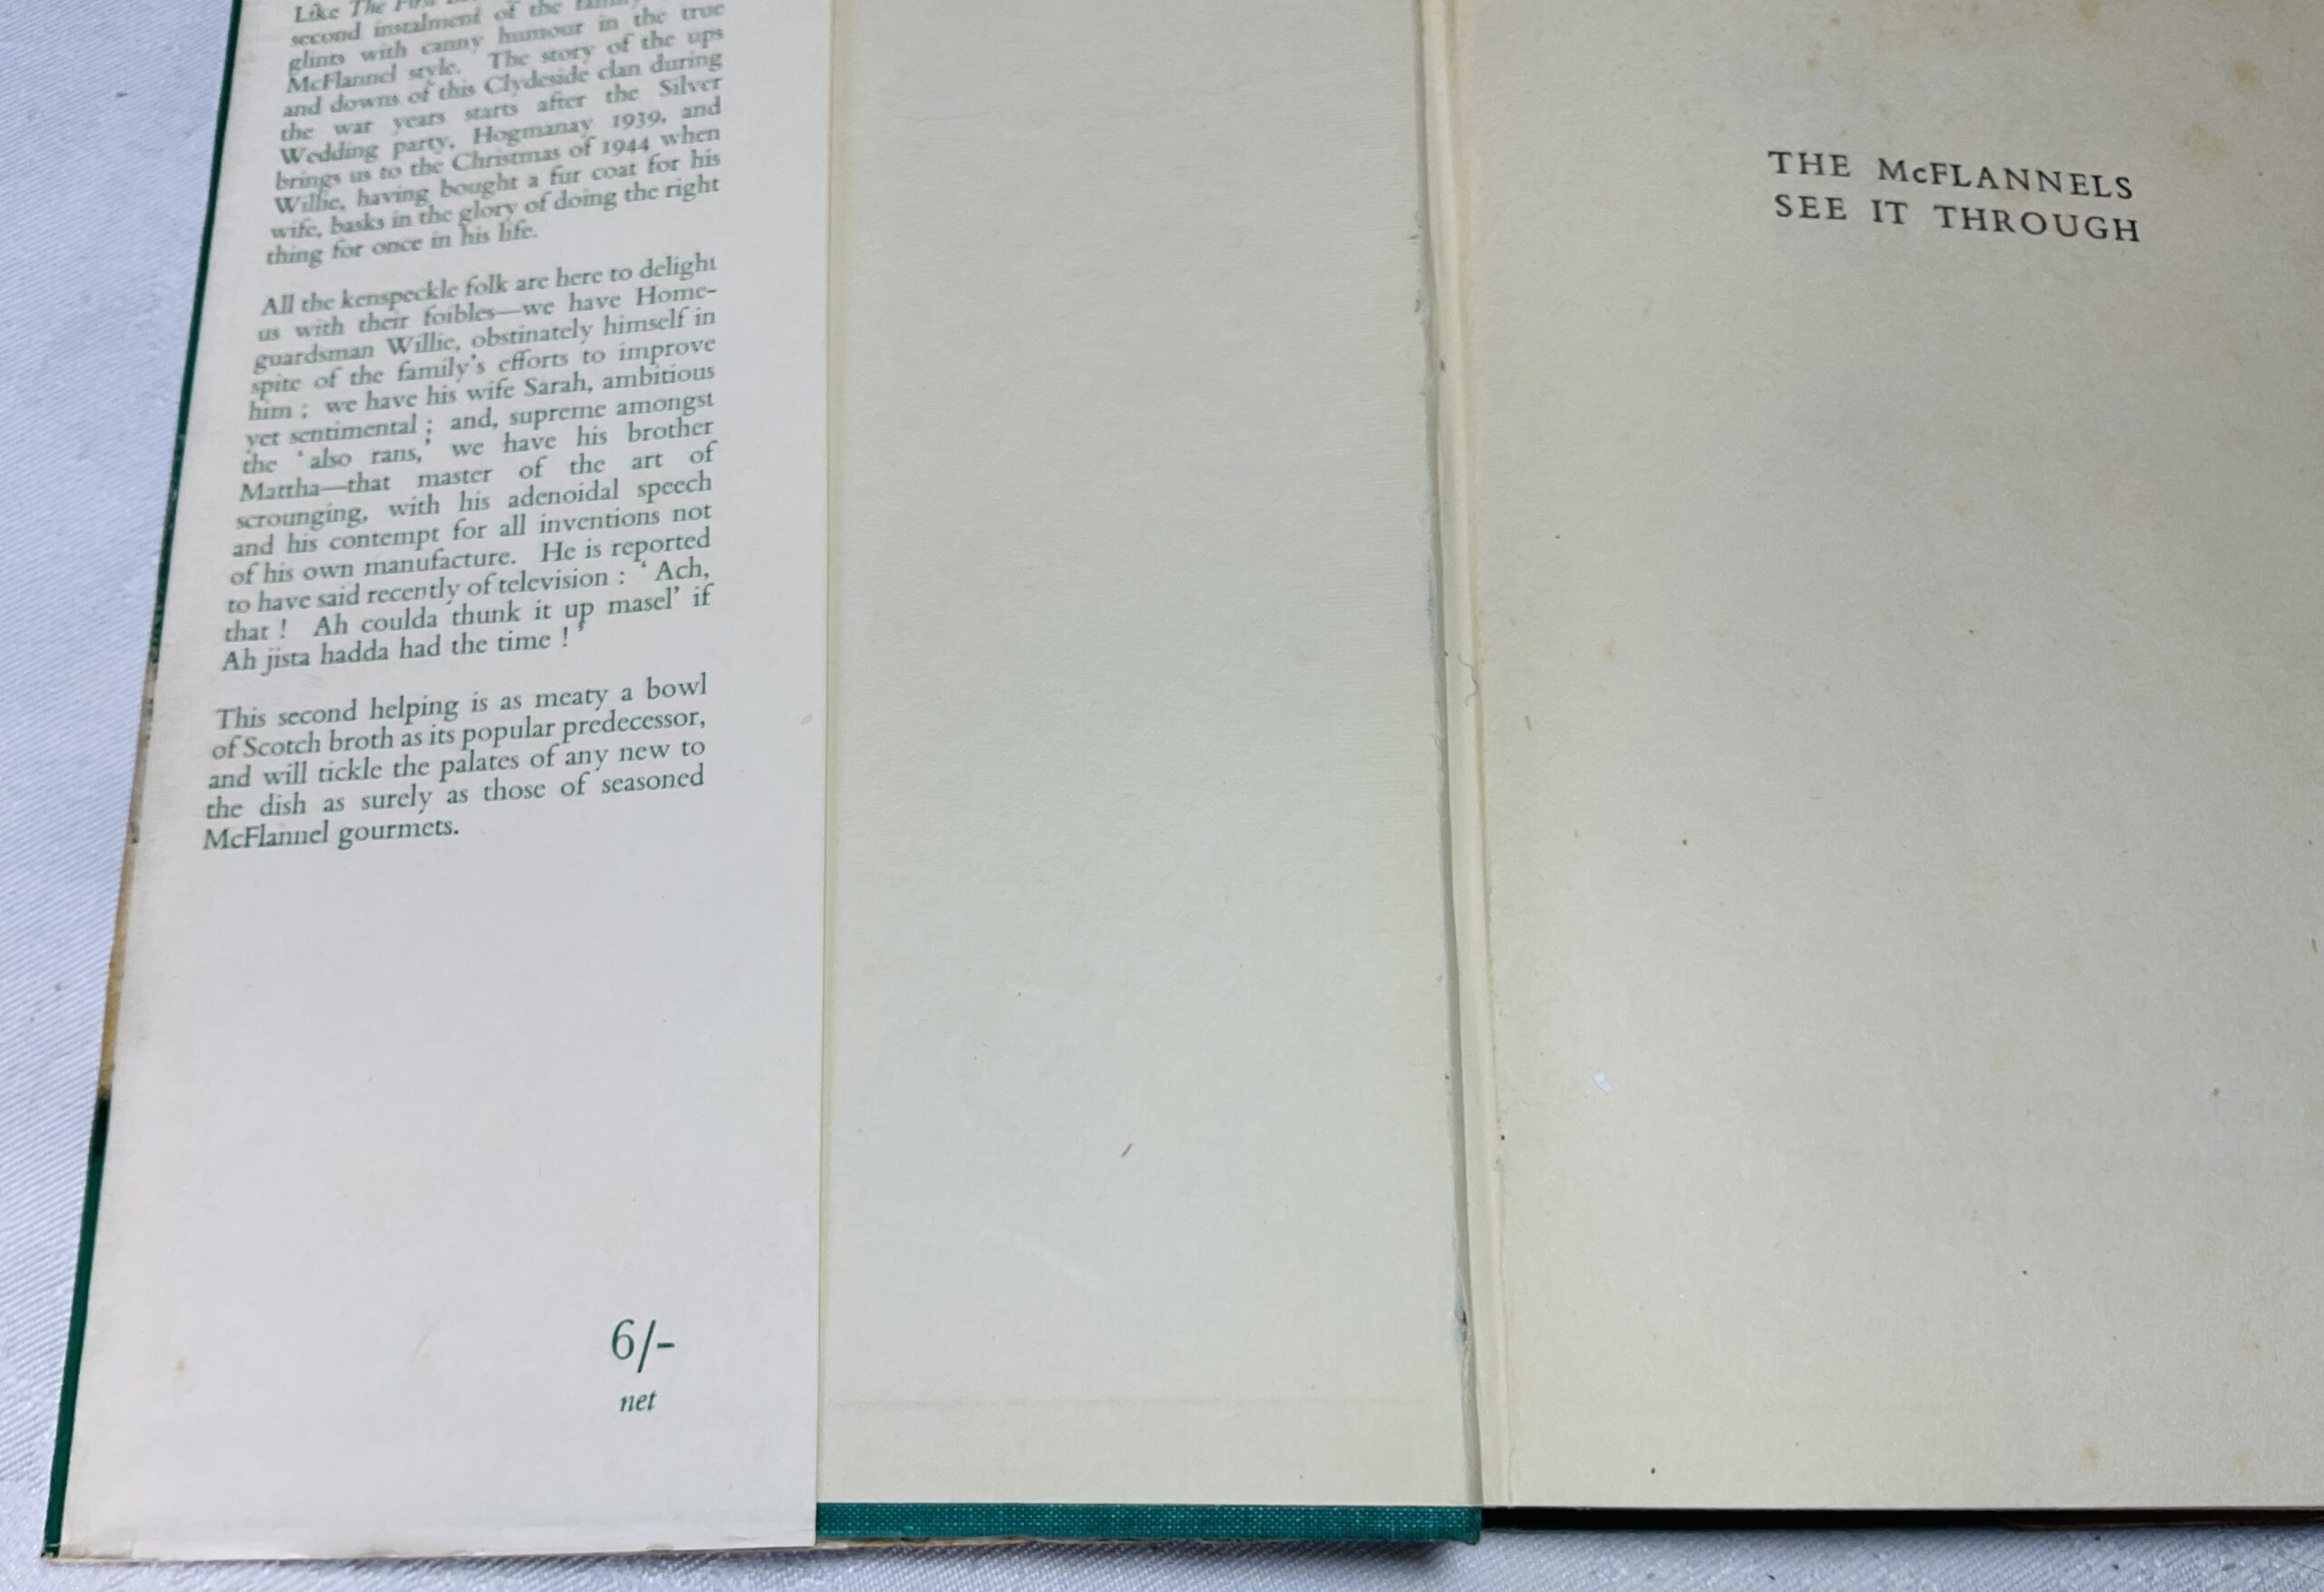 Like The First
second instalment of the
glints with canny humour in the true
McFlannel style. The story of the ups
and downs of this Clydeside clan during
the war years starts after the Silver
Wedding party, Hogmanay 1939, and
brings us to the Christmas of 1944 when
Willie, having bought a fur coat for his
wife, basks in the glory of doing the right
thing for once in his life.
All the kenspeckle folk are here to delight
us with their foibles—we have Home-
guardsman Willie, obstinately himself in
spite of the family's efforts to improve
him ; we have his wife Sarah, ambitious
yet sentimental ; and, supreme amongst
the ‘ also rans,’ we have his brother
Mattha—that master of the art of
scrounging, with his adenoidal speech
and his contempt for all inventions not
of his own manufacture. He is reported
to have said recently of television : ‘ Ach,
that ! Ah coulda thunk it up masel’ if
Ah jista hadda had the time ! ’
This second helping is as meaty a bowl
of Scotch broth as its popular predecessor,
and will tickle the palates of any new to
the dish as surely as those of seasoned
McFlannel gourmets.
6/-
net
THE McFLANNELS
SEE IT THROUGH